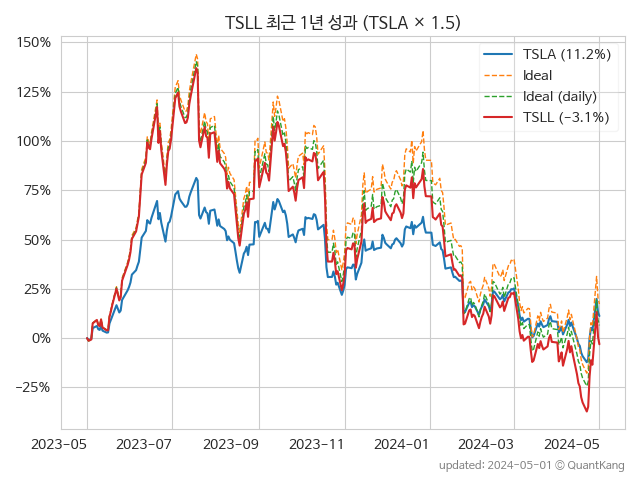 TSLL 최근 1년 성과 (TSLA × 1.5)
150%
125%
100%
75%
50%
25%
0%
−25%
TSLA (11.2%)
Ideal
Ideal (daily)
TSLL (−3.1%)
2023-05
2023-07
2023-09
2023-11
2024-01
2024-03
2024-05
updated: 2024-05-01 ⓒ QuantKang